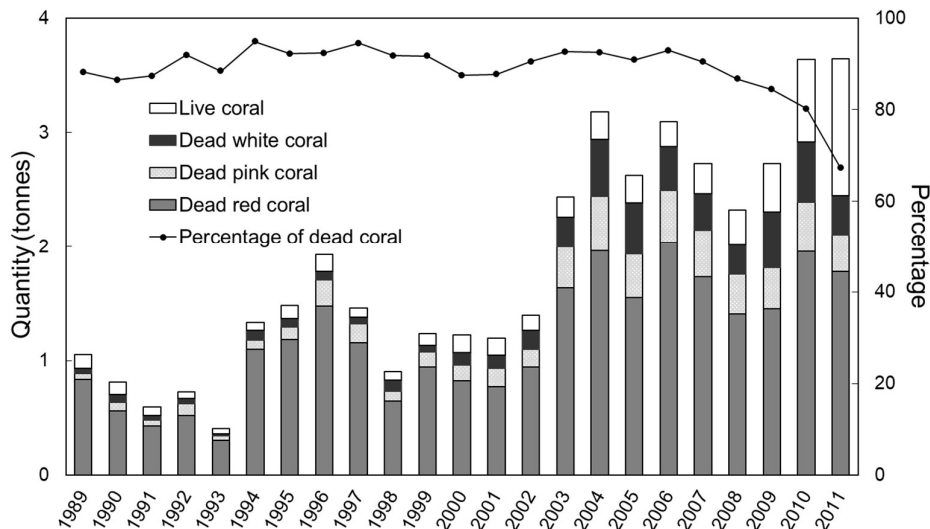 4
3
2
1
0
Quantity (tonnes)
100
80
60
40
20
0
Percentage
Live coral
Dead white coral
Dead pink coral
Dead red coral
Percentage of dead coral
1989 1990 1991 1992 1993 1994 1995 1996 1997 1998 1999 2000 2001 2002 2003 2004 2005 2006 2007 2008 2009 2010 2011